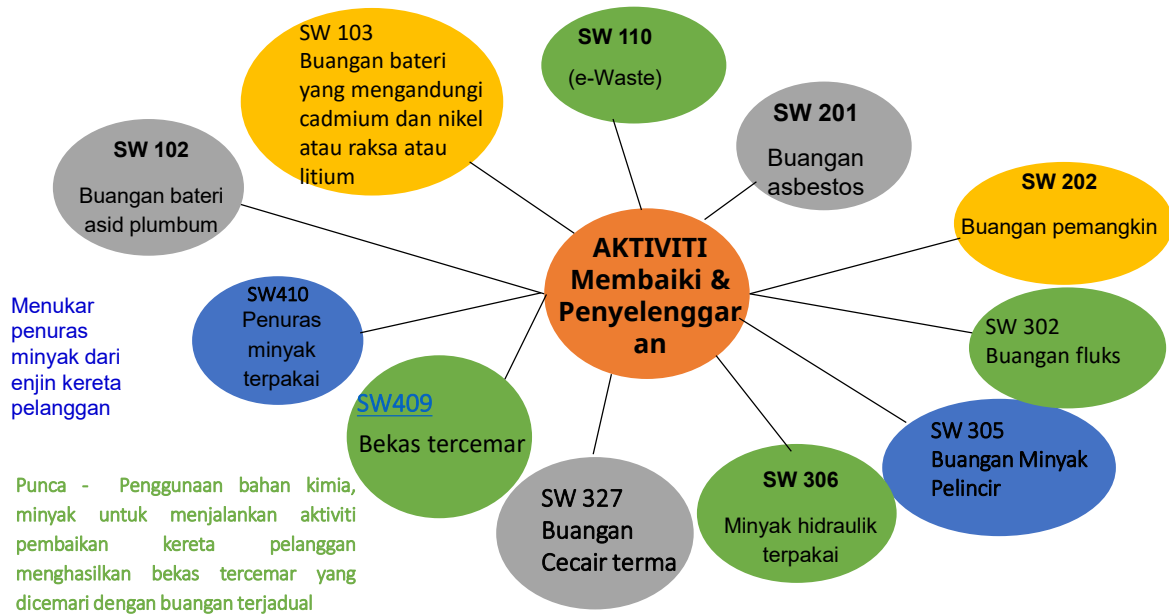 SW 103
Buangan bateri
yang mengandungi
cadmium dan nikel
atau raksa atau
litium
SW 110
(e-Waste)
SW 201
Buangan
asbestos
SW 102
Buangan bateri
asid plumbum
SW 202
Buangan pemangkin
AKTIVITI
Membaiki &
Penyelenggar
an
Menukar
penuras
minyak dari
enjin kereta
pelanggan
SW410
Penuras
minyak
terpakai
SW 302
Buangan fluks
SW409
Bekas tercemar
SW 305
Buangan Minyak
Pelincir
SW 306
Minyak hidraulik
terpakai
SW 327
Buangan
Cecair terma
Punca - Penggunaan bahan kimia,
minyak untuk menjalankan aktiviti
pembaikan kereta pelanggan
menghasilkan bekas tercemar yang
dicemari dengan buangan terjadual